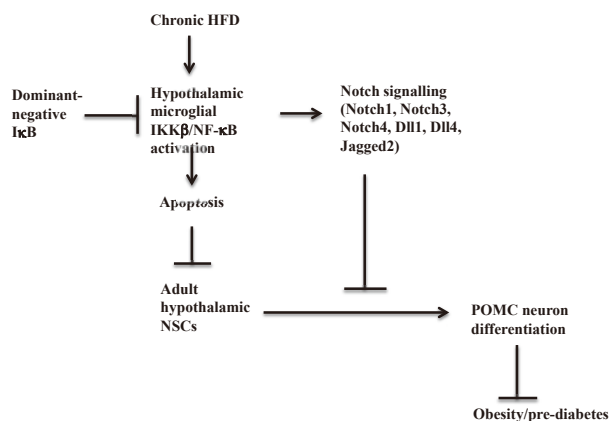 Chronic HFD
Dominant-
negative
IκB
Hypothalamic
microglial
IKKβ/NF-κB
activation
Notch signalling
(Notch1, Notch3,
Notch4, Dll1, Dll4,
Jagged2)
Apoptosis
Adult
hypothalamic
NSCs
POMC neuron
differentiation
Obesity/pre-diabetes